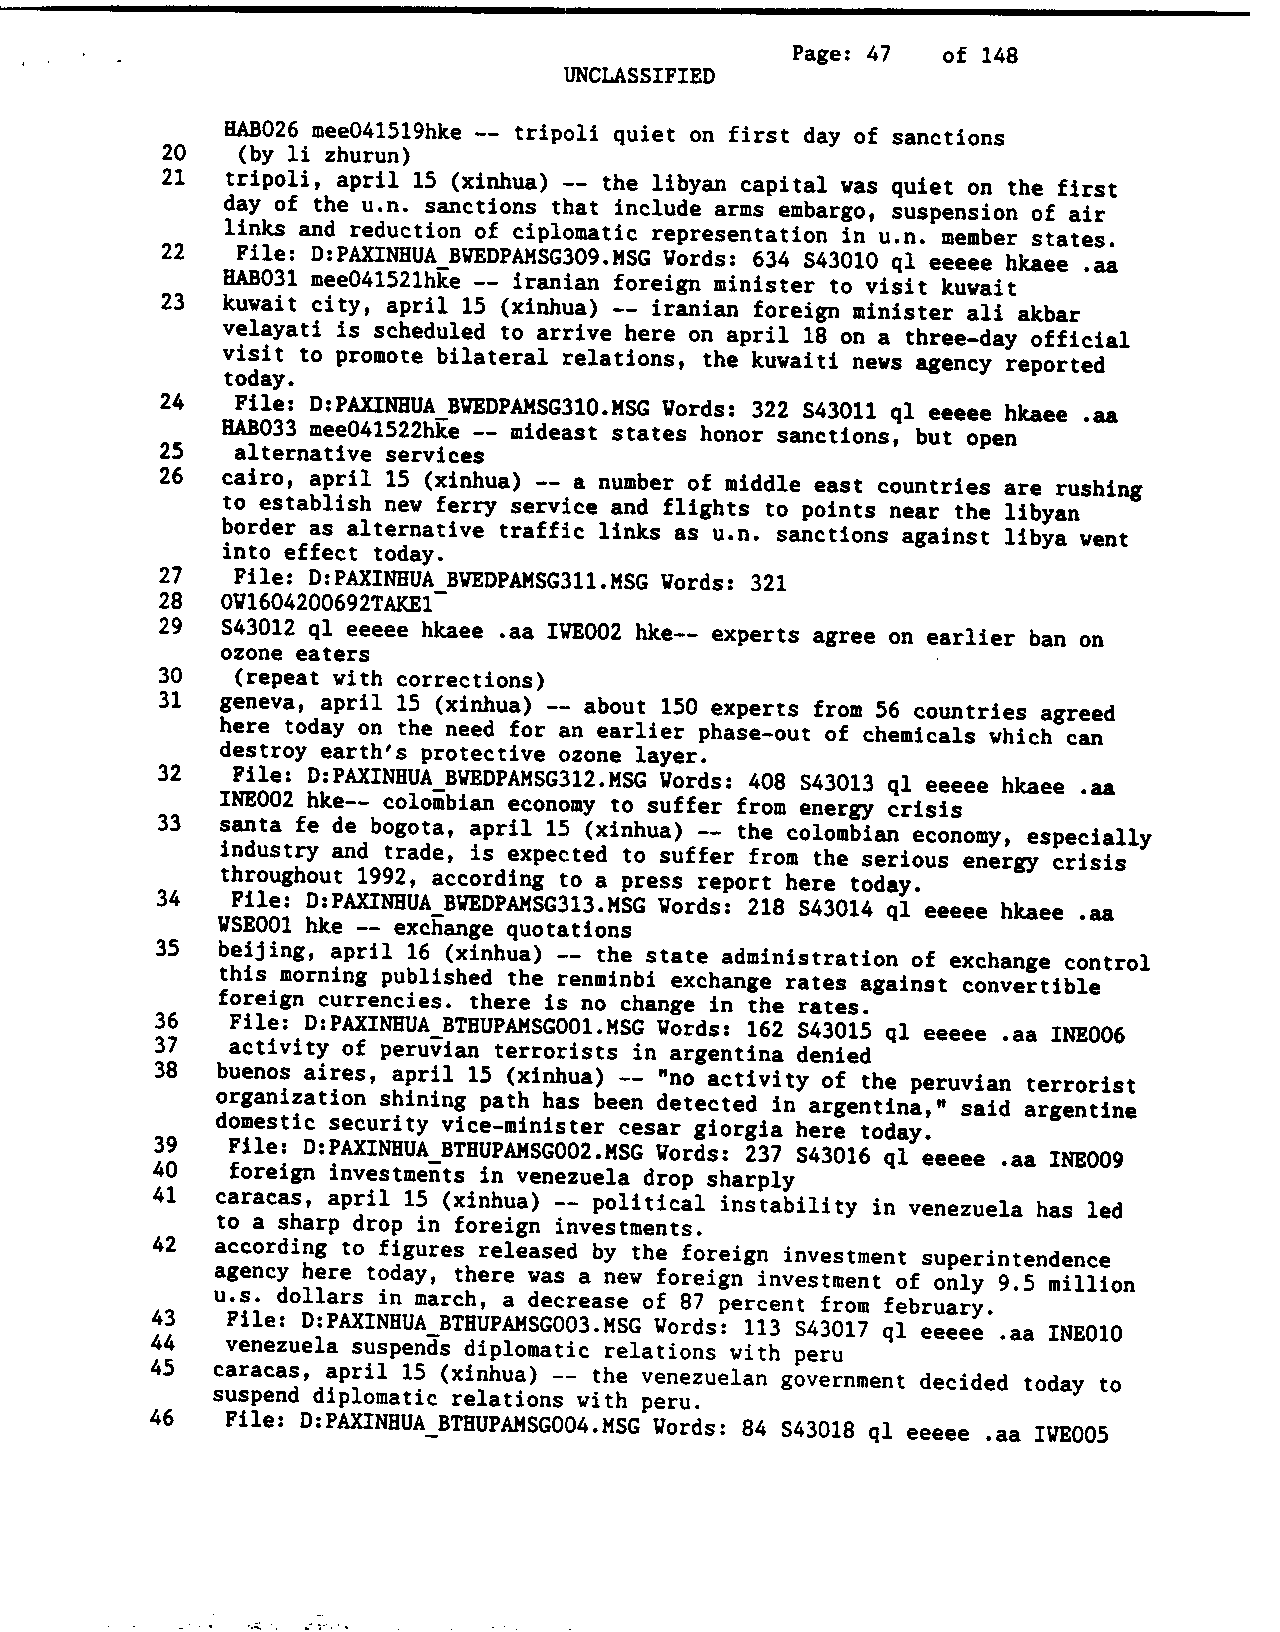 Page: 47 of 148
UNCLASSIFIED
HAB026 mee041519hke -- tripoli quiet on first day of sanctions
20 (by li zhurun)
21 tripoli, april 15 (xinhua) -- the libyan capital was quiet on the first
day of the u.n. sanctions that include arms embargo, suspension of air
links and reduction of ciplomatic representation in u.n. member states.
22 File: D:PAXINHUA_BWEDPAMSG309.MSG Words: 634 S43010 ql eeeee hkaee .aa
HAB031 mee041521hke -- iranian foreign minister to visit kuwait
23 kuwait city, april 15 (xinhua) -- iranian foreign minister ali akbar
velayati is scheduled to arrive here on april 18 on a three-day official
visit to promote bilateral relations, the kuwaiti news agency reported
today.
24 File: D:PAXINHUA_BWEDPAMSG310.MSG Words: 322 S43011 ql eeeee hkaee .aa
HAB033 mee041522hke -- mideast states honor sanctions, but open
25 alternative services
26 cairo, april 15 (xinhua) -- a number of middle east countries are rushing
to establish new ferry service and flights to points near the libyan
border as alternative traffic links as u.n. sanctions against libya went
into effect today.
27 File: D:PAXINHUA_BWEDPAMSG311.MSG Words: 321
28 OW1604200692TAKE1
29 S43012 ql eeeee hkaee .aa IWE002 hke-- experts agree on earlier ban on
ozone eaters
30 (repeat with corrections)
31 geneva, april 15 (xinhua) -- about 150 experts from 56 countries agreed
here today on the need for an earlier phase-out of chemicals which can
destroy earth's protective ozone layer.
32 File: D:PAXINHUA_BWEDPAMSG312.MSG Words: 408 S43013 ql eeeee hkaee .aa
INE002 hke-- colombian economy to suffer from energy crisis
33 santa fe de bogota, april 15 (xinhua) -- the colombian economy, especially
industry and trade, is expected to suffer from the serious energy crisis
throughout 1992, according to a press report here today.
34 File: D:PAXINHUA_BWEDPAMSG313.MSG Words: 218 S43014 ql eeeee hkaee .aa
WSE001 hke -- exchange quotations
35 beijing, april 16 (xinhua) -- the state administration of exchange control
this morning published the renminbi exchange rates against convertible
foreign currencies. there is no change in the rates.
36 File: D:PAXINHUA_BTHUPAMSG001.MSG Words: 162 S43015 ql eeeee .aa INE006
37 activity of peruvian terrorists in argentina denied
38 buenos aires, april 15 (xinhua) -- "no activity of the peruvian terrorist
organization shining path has been detected in argentina," said argentine
domestic security vice-minister cesar giorgia here today.
39 File: D:PAXINHUA_BTHUPAMSG002.MSG Words: 237 S43016 ql eeeee .aa INE009
40 foreign investments in venezuela drop sharply
41 caracas, april 15 (xinhua) -- political instability in venezuela has led
to a sharp drop in foreign investments.
42 according to figures released by the foreign investment superintendence
agency here today, there was a new foreign investment of only 9.5 million
u.s. dollars in march, a decrease of 87 percent from february.
43 File: D:PAXINHUA_BTHUPAMSG003.MSG Words: 113 S43017 ql eeeee .aa INE010
44 venezuela suspends diplomatic relations with peru
45 caracas, april 15 (xinhua) -- the venezuelan government decided today to
suspend diplomatic relations with peru.
46 File: D:PAXINHUA_BTHUPAMSG004.MSG Words: 84 S43018 ql eeeee .aa IWE005